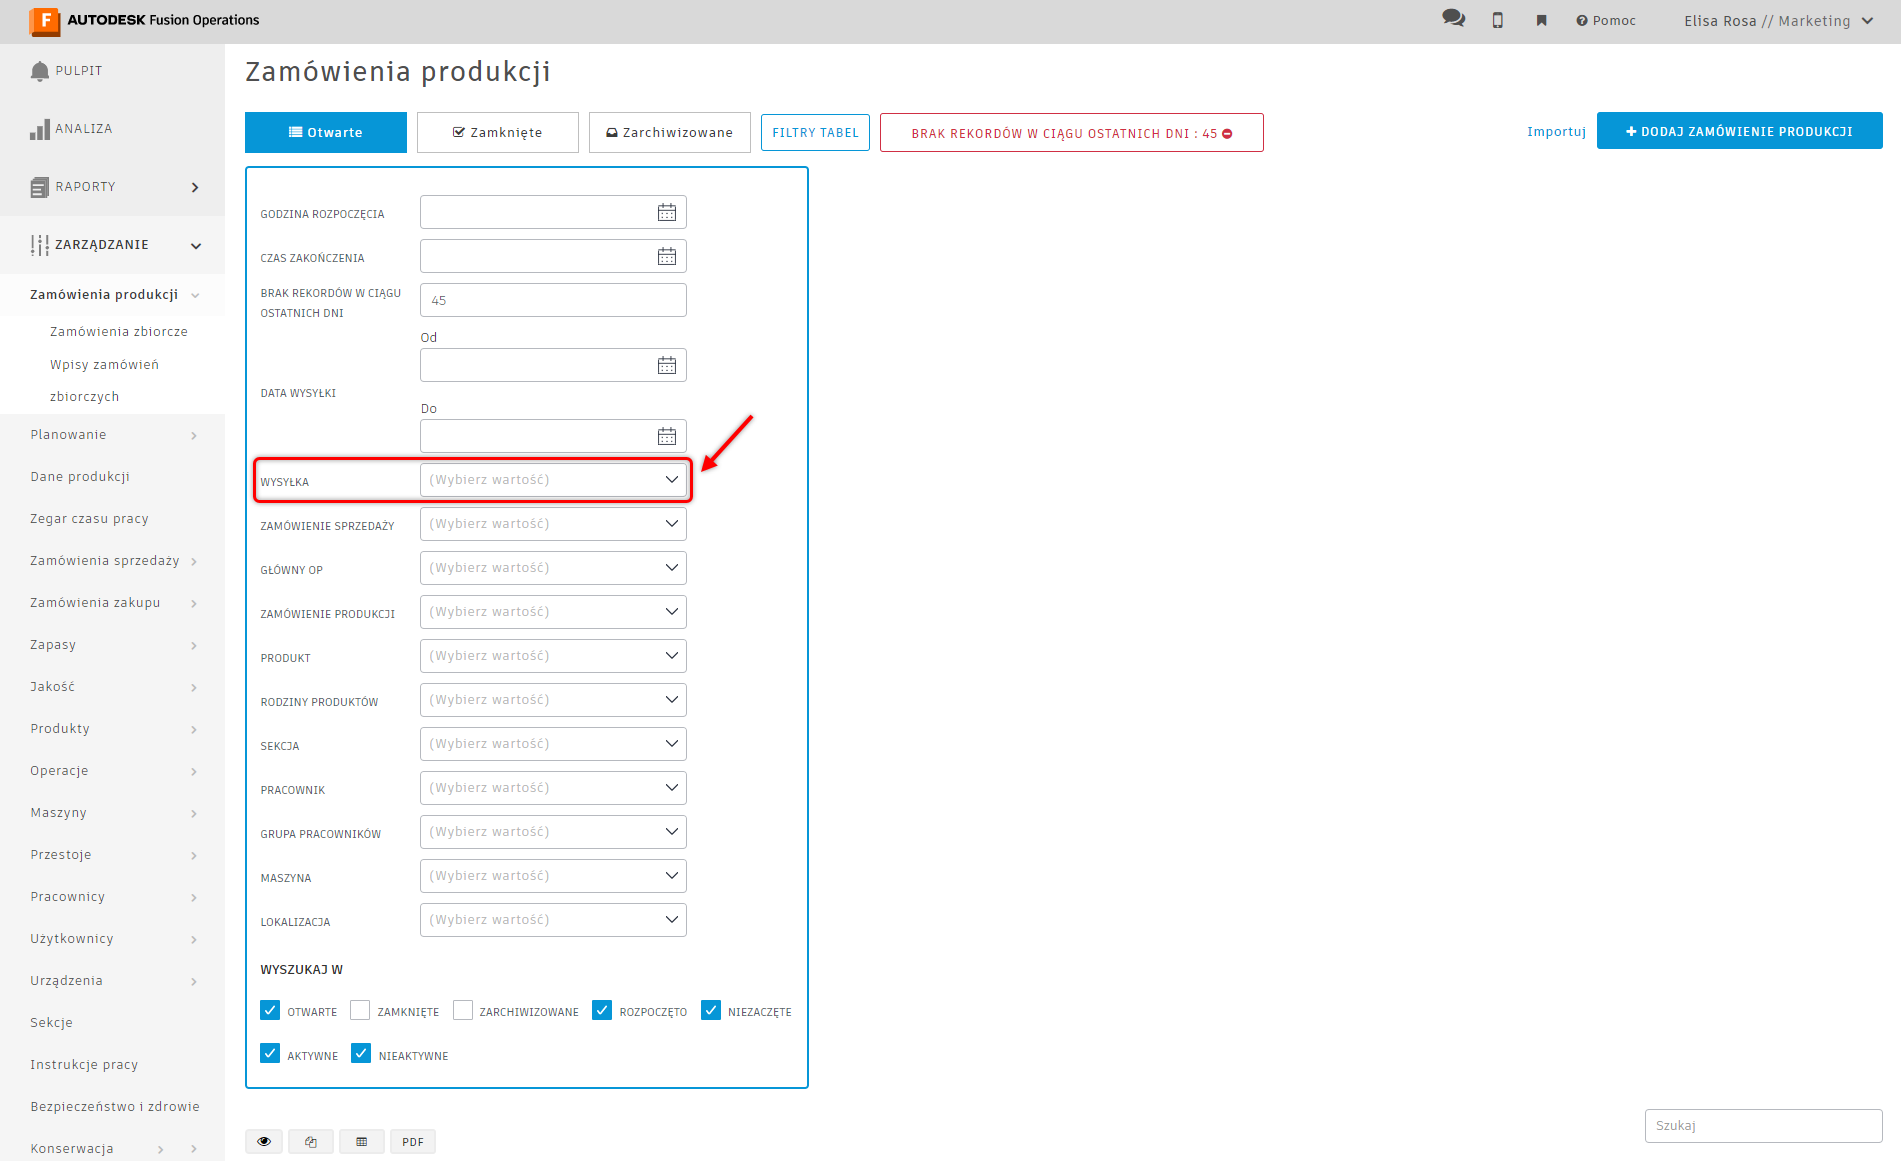 F AUTODESK Fusion Operations
Pomoc
Elisa Rosa // Marketing
PULPIT
ANALIZA
RAPORTY
ZARZĄDZANIE
Zamówienia produkcji
Zamówienia zbiorcze
Wpisy zamówień
zbiorczych
Planowanie
Dane produkcji
Zegar czasu pracy
Zamówienia sprzedaży
Zamówienia zakupu
Zapasy
Jakość
Produkty
Operacje
Maszyny
Przestoje
Pracownicy
Użytkownicy
Urządzenia
Sekcje
Instrukcje pracy
Bezpieczeństwo i zdrowie
Konserwacja
Zamówienia produkcji
Otwarte
Zamknięte
Zarchiwizowane
FILTRY TABEL
BRAK REKORDÓW W CIĄGU OSTATNICH DNI : 45
Importuj
DODAJ ZAMÓWIENIE PRODUKCJI
GODZINA ROZPOCZĘCIA
CZAS ZAKOŃCZENIA
BRAK REKORDÓW W CIĄGU
OSTATNICH DNI
45
Od
DATA WYSYŁKI
Do
WYSYŁKA (Wybierz wartość)
ZAMÓWIENIE SPRZEDAŻY (Wybierz wartość)
GŁÓWNY OP (Wybierz wartość)
ZAMÓWIENIE PRODUKCJI (Wybierz wartość)
PRODUKT (Wybierz wartość)
RODZINY PRODUKTÓW (Wybierz wartość)
SEKCJA (Wybierz wartość)
PRACOWNIK (Wybierz wartość)
GRUPA PRACOWNIKÓW (Wybierz wartość)
MASZYNA (Wybierz wartość)
LOKALIZACJA (Wybierz wartość)
WYSZUKAJ W
OTWARTE ZAMKNIĘTE ZARCHIWIZOWANE ROZPOCZĘTO NIEZACZĘTE
AKTYWNE NIEAKTYWNE
PDF
Szukaj